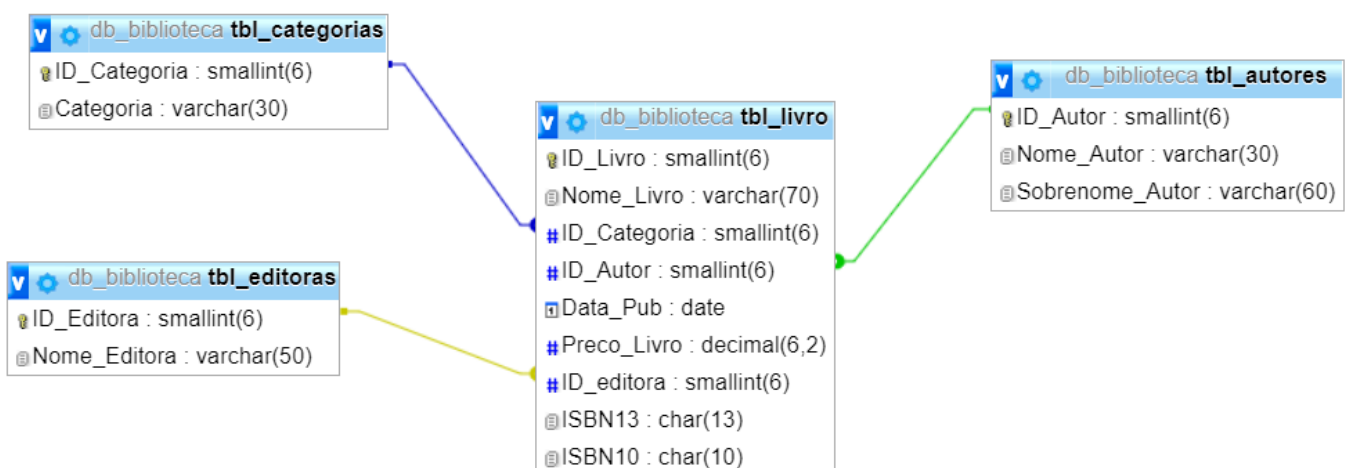 db_biblioteca tbl_categorias
ID_Categoria : smallint(6)
Categoria : varchar(30)
db_biblioteca tbl_editoras
ID_Editora : smallint(6)
Nome_Editora : varchar(50)
db_biblioteca tbl_livro
ID_Livro : smallint(6)
Nome_Livro : varchar(70)
#ID_Categoria : smallint(6)
#ID_Autor : smallint(6)
Data_Pub : date
#Preco_Livro : decimal(6,2)
#ID_editora : smallint(6)
ISBN13 : char(13)
ISBN10 : char(10)
db_biblioteca tbl_autores
ID_Autor : smallint(6)
Nome_Autor : varchar(30)
Sobrenome_Autor : varchar(60)